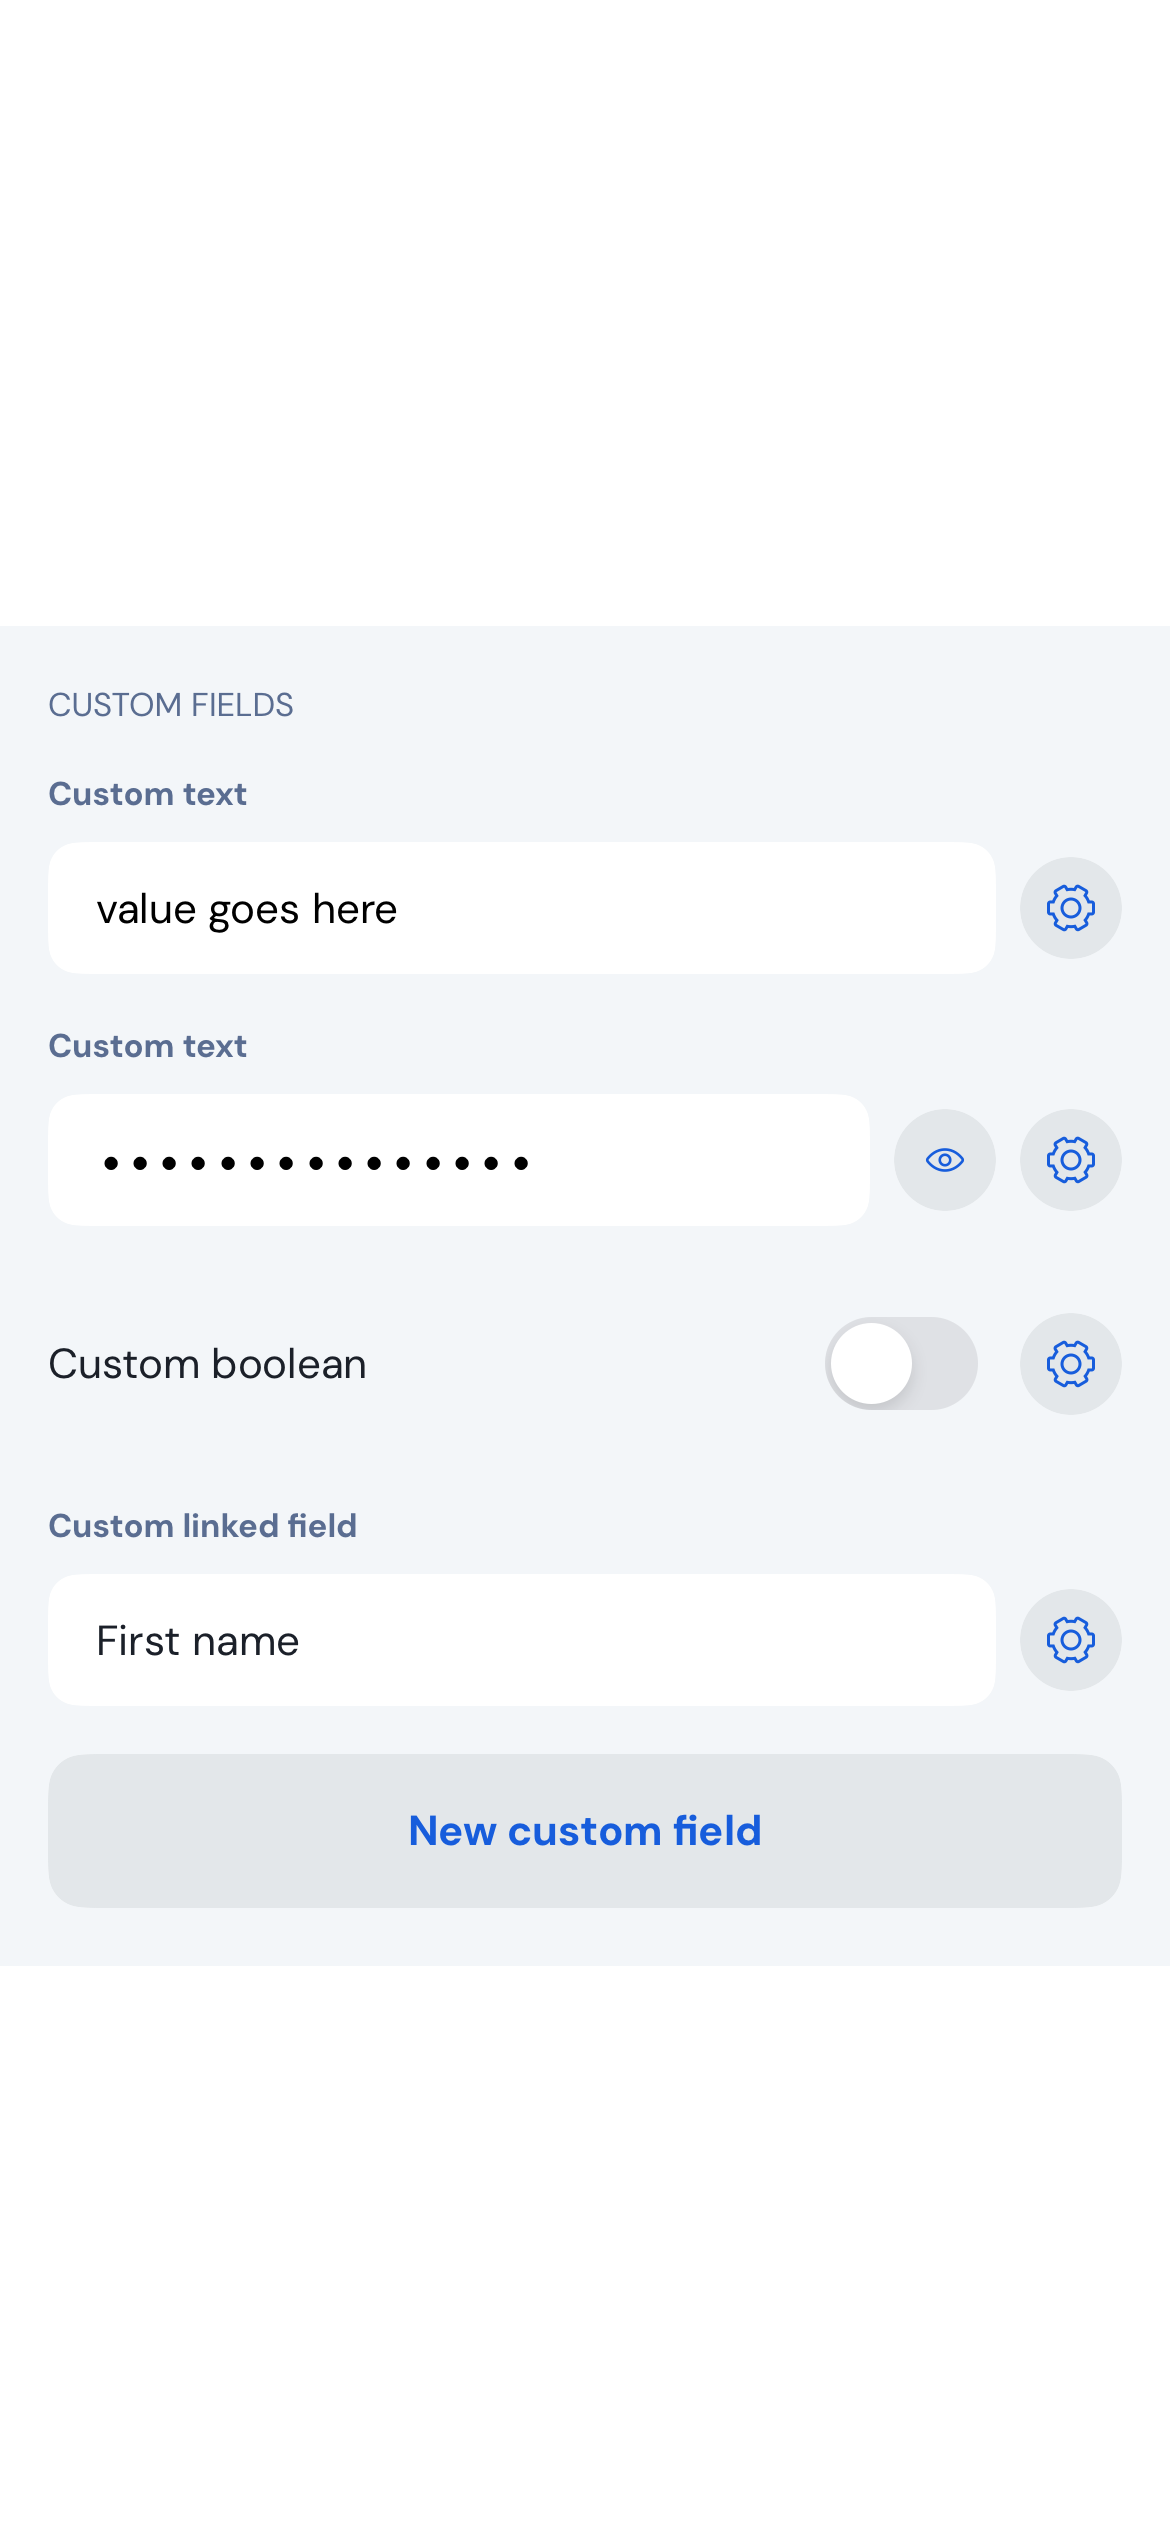 CUSTOM FIELDS
Custom text
value goes here
Custom text
•••••••••••••••
Custom boolean
Custom linked field
First name
New custom field